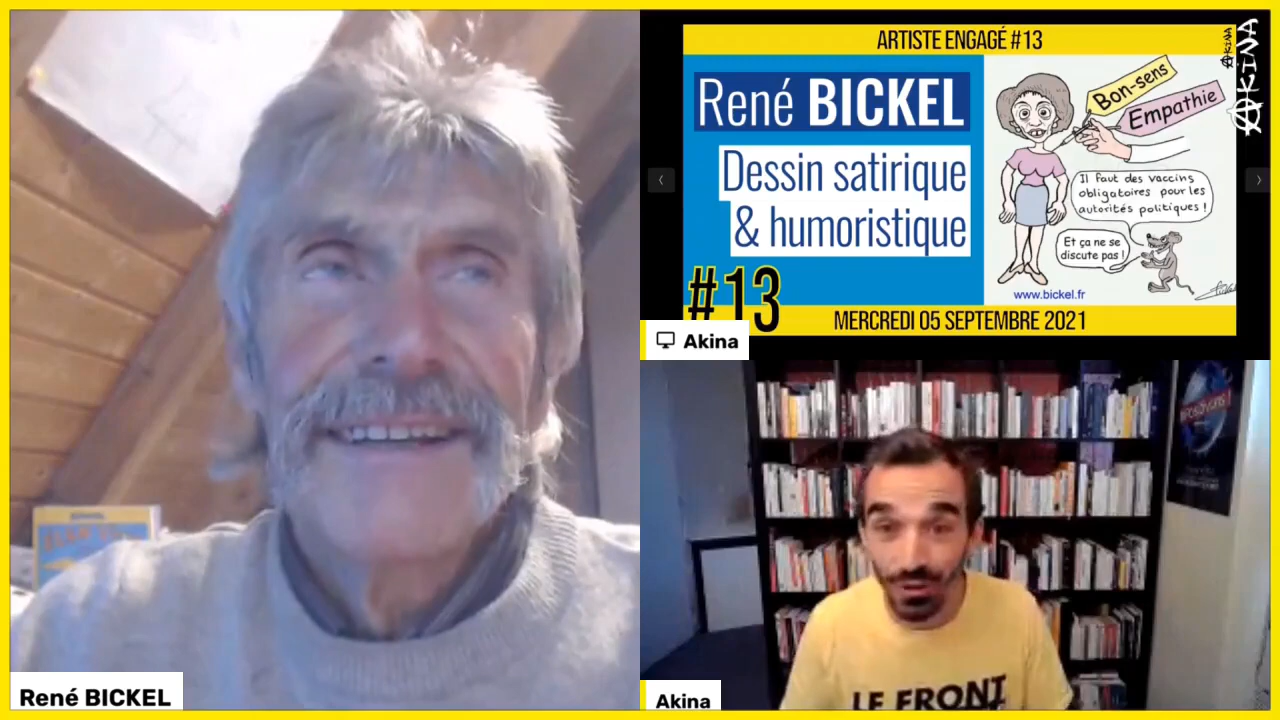 ARTISTE ENGAGÉ #13
AKINA
AKINA
René BICKEL
Dessin satirique
& humoristique
#13
Bon-sens
Empathie
Il faut des vaccins
obligatoires pour les
autorités politiques !
Et ça ne se
discute pas !
www.bickel.fr
MERCREDI 05 SEPTEMBRE 2021
Akina
LE FRONT
René BICKEL
Akina